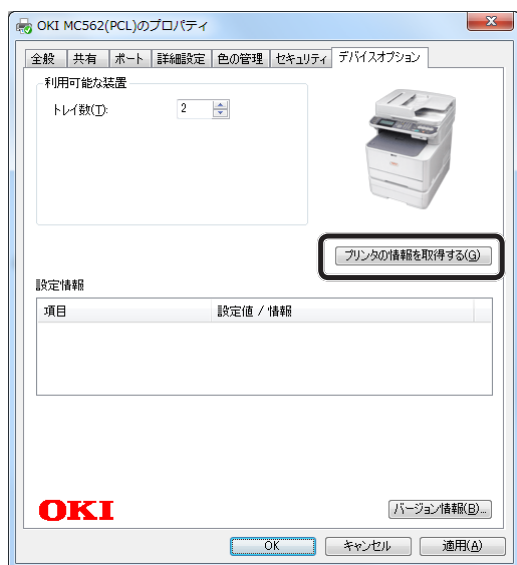 OKI MC562(PCL)のプロパティ
全般 共有 ポート 詳細設定 色の管理 セキュリティ デバイスオプション
利用可能な装置
トレイ数(T): 2
プリンタの情報を取得する(G)
設定情報
項目 設定値 / 情報
OKI
バージョン情報(B)...
OK キャンセル 適用(A)